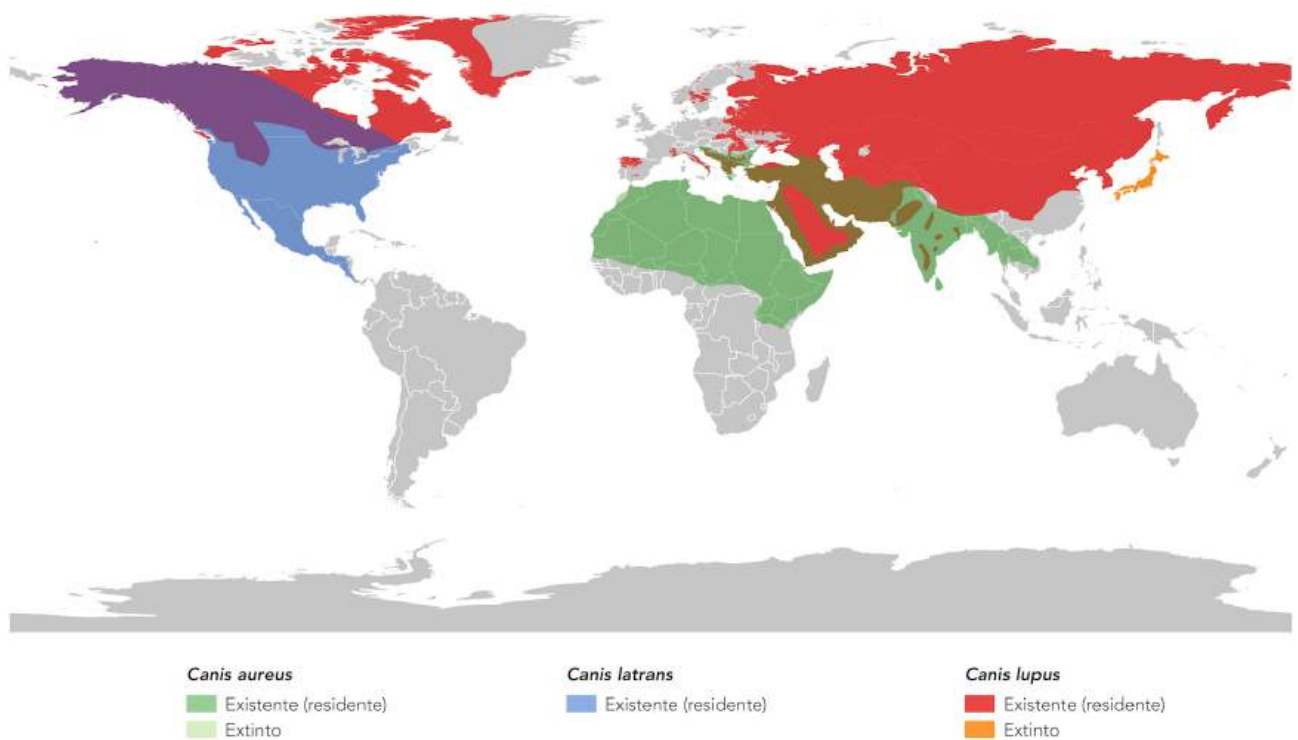 Canis aureus
Existente (residente)
Extinto
Canis latrans
Existente (residente)
Canis lupus
Existente (residente)
Extinto